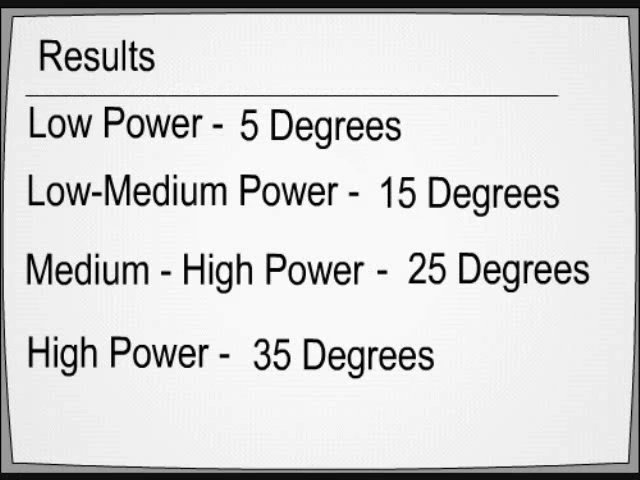 Results
Low Power - 5 Degrees
Low-Medium Power - 15 Degrees
Medium - High Power - 25 Degrees
High Power - 35 Degrees